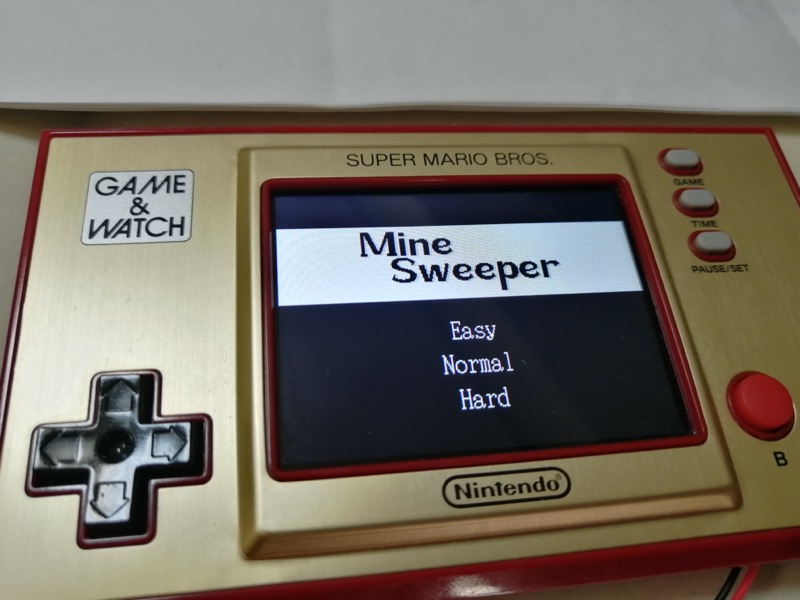 SUPER MARIO BROS.
GAME
&
WATCH
GAME
TIME
PAUSE/SET
Mine
Sweeper
Easy
Normal
Hard
Nintendo®
B